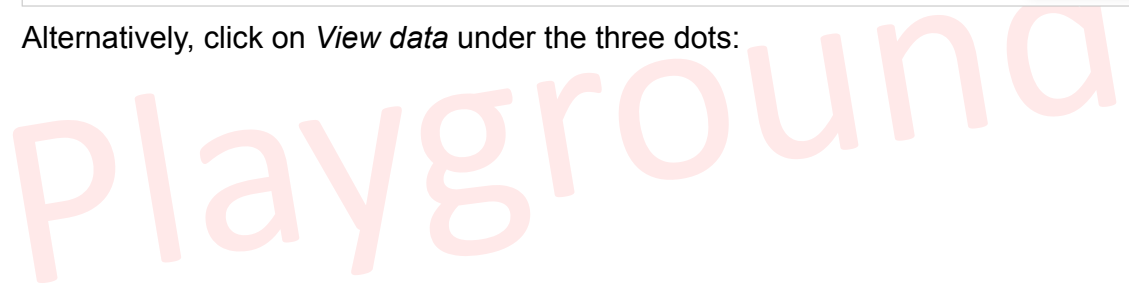 Alternatively, click on View data under the three dots:
Playground